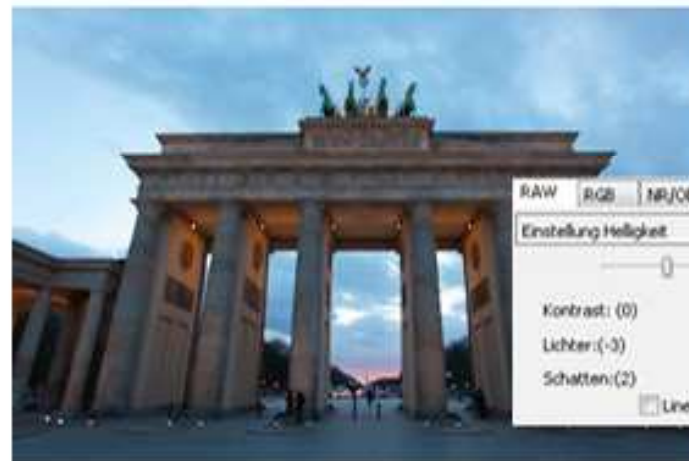 RAW RGB
Einstellung Helligkeit
Kontrast: (0)
Lichter:(-3)
Schatten:(2)